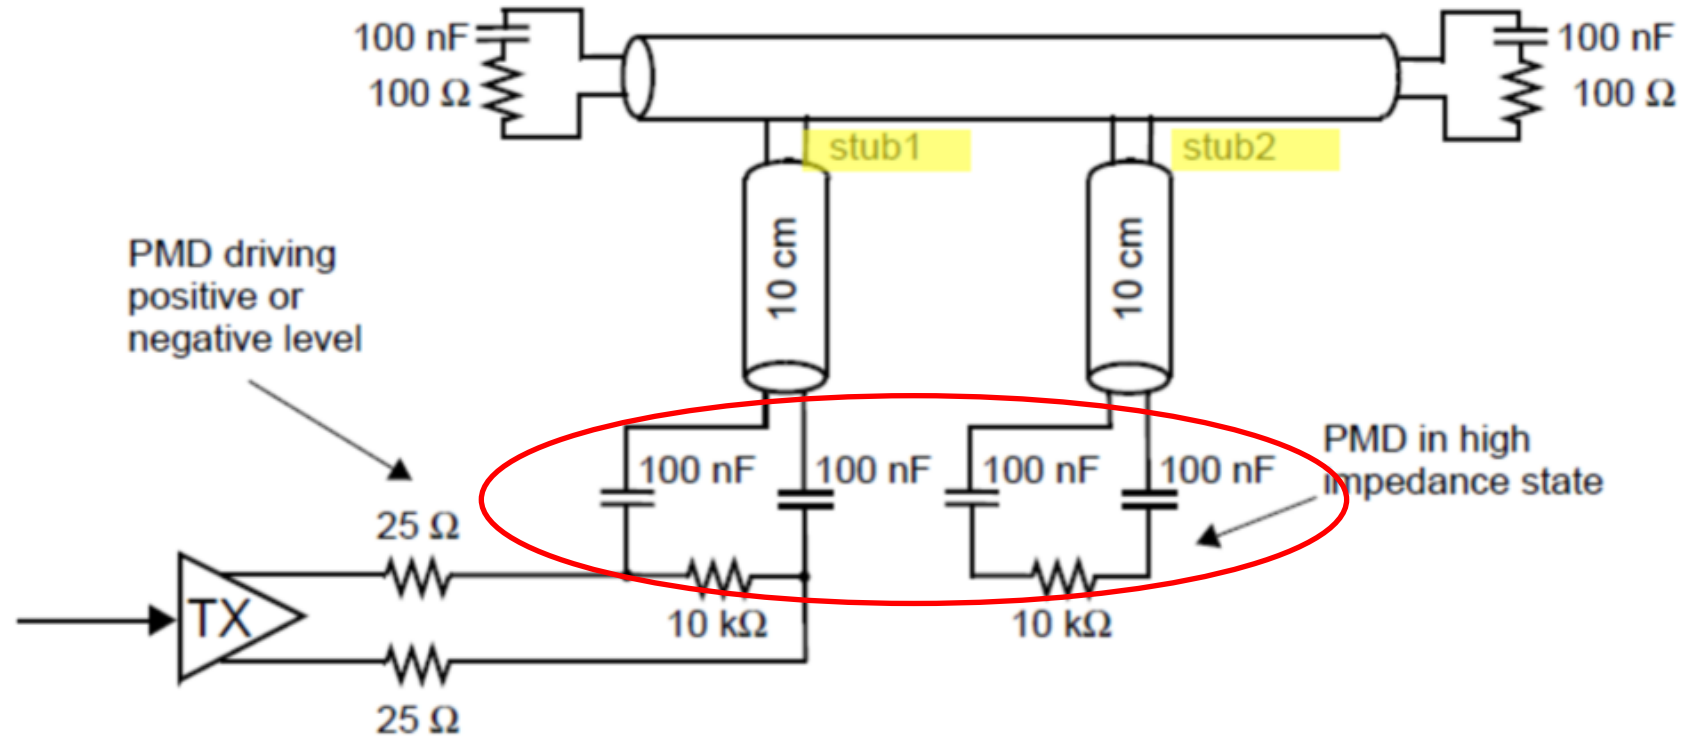 100 nF
100 Ω
100 nF
100 Ω
stub1
stub2
10 cm
10 cm
PMD driving
positive or
negative level
PMD in high
impedance state
100 nF
100 nF
100 nF
100 nF
25 Ω
TX
10 kΩ
10 kΩ
25 Ω